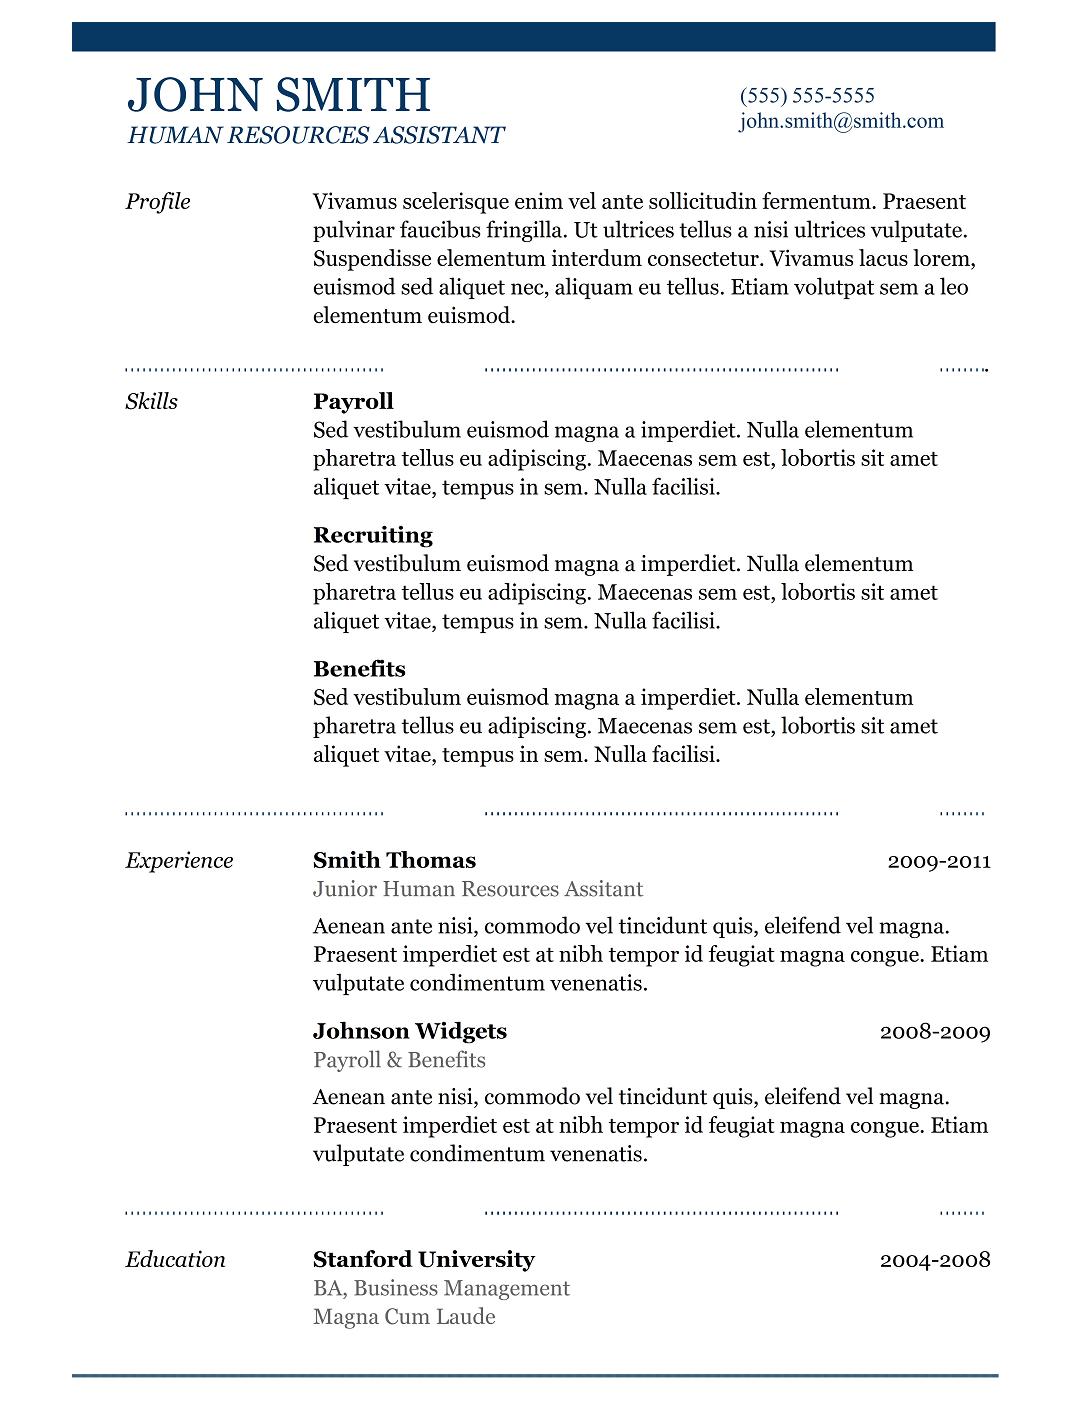 JOHN SMITH
HUMAN RESOURCES ASSISTANT
(555) 555-5555
john.smith@smith.com
Profile
Vivamus scelerisque enim vel ante sollicitudin fermentum. Praesent
pulvinar faucibus fringilla. Ut ultrices tellus a nisi ultrices vulputate.
Suspendisse elementum interdum consectetur. Vivamus lacus lorem,
euismod sed aliquet nec, aliquam eu tellus. Etiam volutpat sem a leo
elementum euismod.
Skills
Payroll
Sed vestibulum euismod magna a imperdiet. Nulla elementum
pharetra tellus eu adipiscing. Maecenas sem est, lobortis sit amet
aliquet vitae, tempus in sem. Nulla facilisi.
Recruiting
Sed vestibulum euismod magna a imperdiet. Nulla elementum
pharetra tellus eu adipiscing. Maecenas sem est, lobortis sit amet
aliquet vitae, tempus in sem. Nulla facilisi.
Benefits
Sed vestibulum euismod magna a imperdiet. Nulla elementum
pharetra tellus eu adipiscing. Maecenas sem est, lobortis sit amet
aliquet vitae, tempus in sem. Nulla facilisi.
Experience
Smith Thomas 2009-2011
Junior Human Resources Assitant
Aenean ante nisi, commodo vel tincidunt quis, eleifend vel magna.
Praesent imperdiet est at nibh tempor id feugiat magna congue. Etiam
vulputate condimentum venenatis.
Johnson Widgets 2008-2009
Payroll & Benefits
Aenean ante nisi, commodo vel tincidunt quis, eleifend vel magna.
Praesent imperdiet est at nibh tempor id feugiat magna congue. Etiam
vulputate condimentum venenatis.
Education
Stanford University 2004-2008
BA, Business Management
Magna Cum Laude